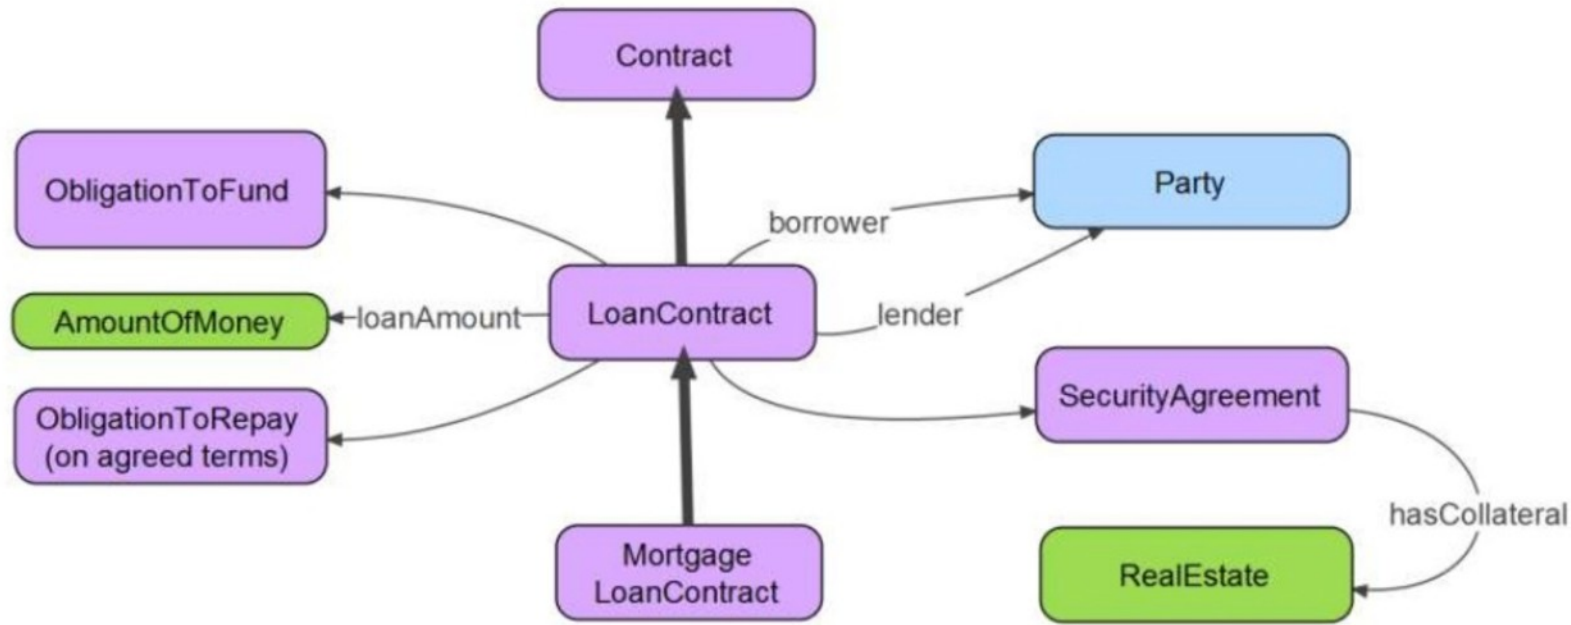 Contract
ObligationToFund
Party
borrower
AmountOfMoney
loanAmount
LoanContract
lender
ObligationToRepay
(on agreed terms)
SecurityAgreement
hasCollateral
Mortgage
LoanContract
RealEstate